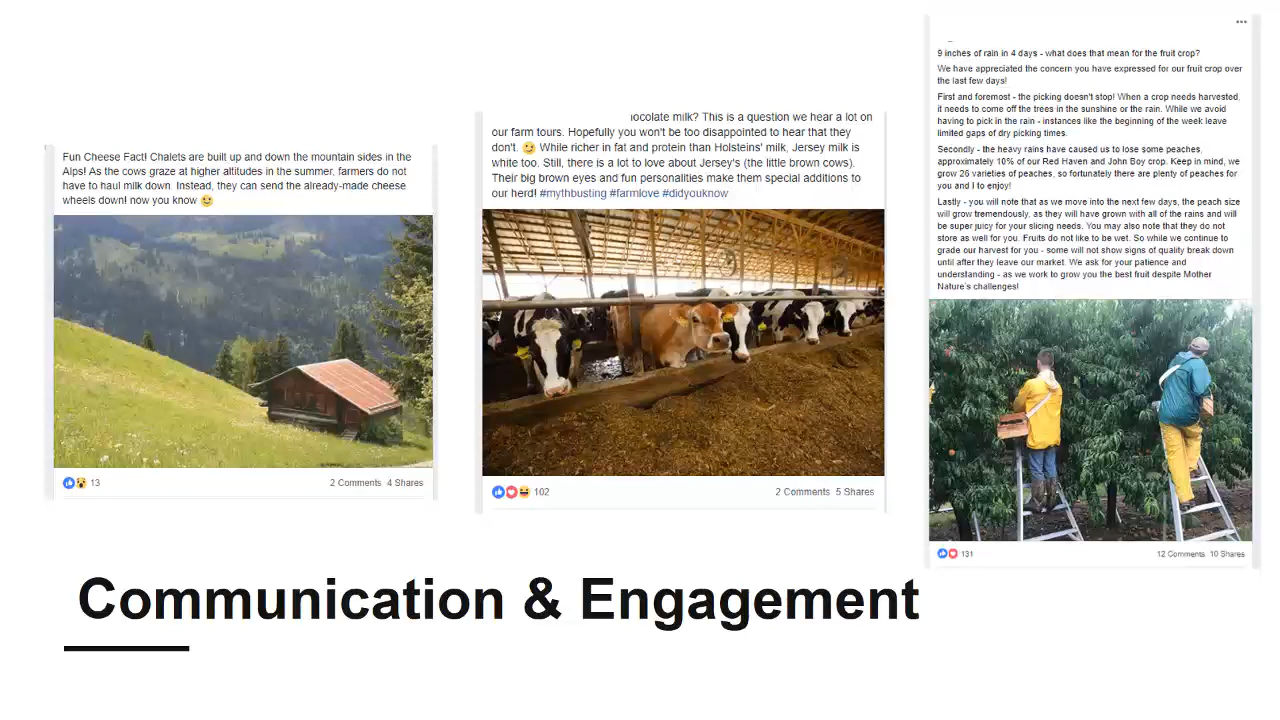 Fun Cheese Fact! Chalets are built up and down the mountain sides in the
Alps! As the cows graze at higher altitudes in the summer, farmers do not
have to haul milk down. Instead, they can send the already-made cheese
wheels down! now you know
13
2 Comments 4 Shares
ocolate milk? This is a question we hear a lot on
our farm tours. Hopefully you won't be too disappointed to hear that they
don't. While richer in fat and protein than Holsteins' milk, Jersey milk is
white too. Still, there is a lot to love about Jersey's (the little brown cows).
Their big brown eyes and fun personalities make them special additions to
our herd! #mythbusting #farmlove #didyouknow
102
2 Comments 5 Shares
9 inches of rain in 4 days - what does that mean for the fruit crop?
We have appreciated the concern you have expressed for our fruit crop over
the last few days!
First and foremost - the picking doesn't stop! When a crop needs harvested,
it needs to come off the trees in the sunshine or the rain. While we avoid
having to pick in the rain - instances like the beginning of the week leave
limited gaps of dry picking times.
Secondly - the heavy rains have caused us to lose some peaches,
approximately 10% of our Red Haven and John Boy crop. Keep in mind, we
grow 26 varieties of peaches, so fortunately there are plenty of peaches for
you and I to enjoy!
Lastly - you will note that as we move into the next few days, the peach size
will grow tremendously, as they will have grown with all of the rains and will
be super juicy for your slicing needs. You may also note that they do not
store as well for you. Fruits do not like to be wet. So while we continue to
grade our harvest for you - some will not show signs of quality break down
until after they leave our market. We ask for your patience and
understanding - as we work to grow you the best fruit despite Mother
Nature's challenges!
131
12 Comments 10 Shares
Communication & Engagement